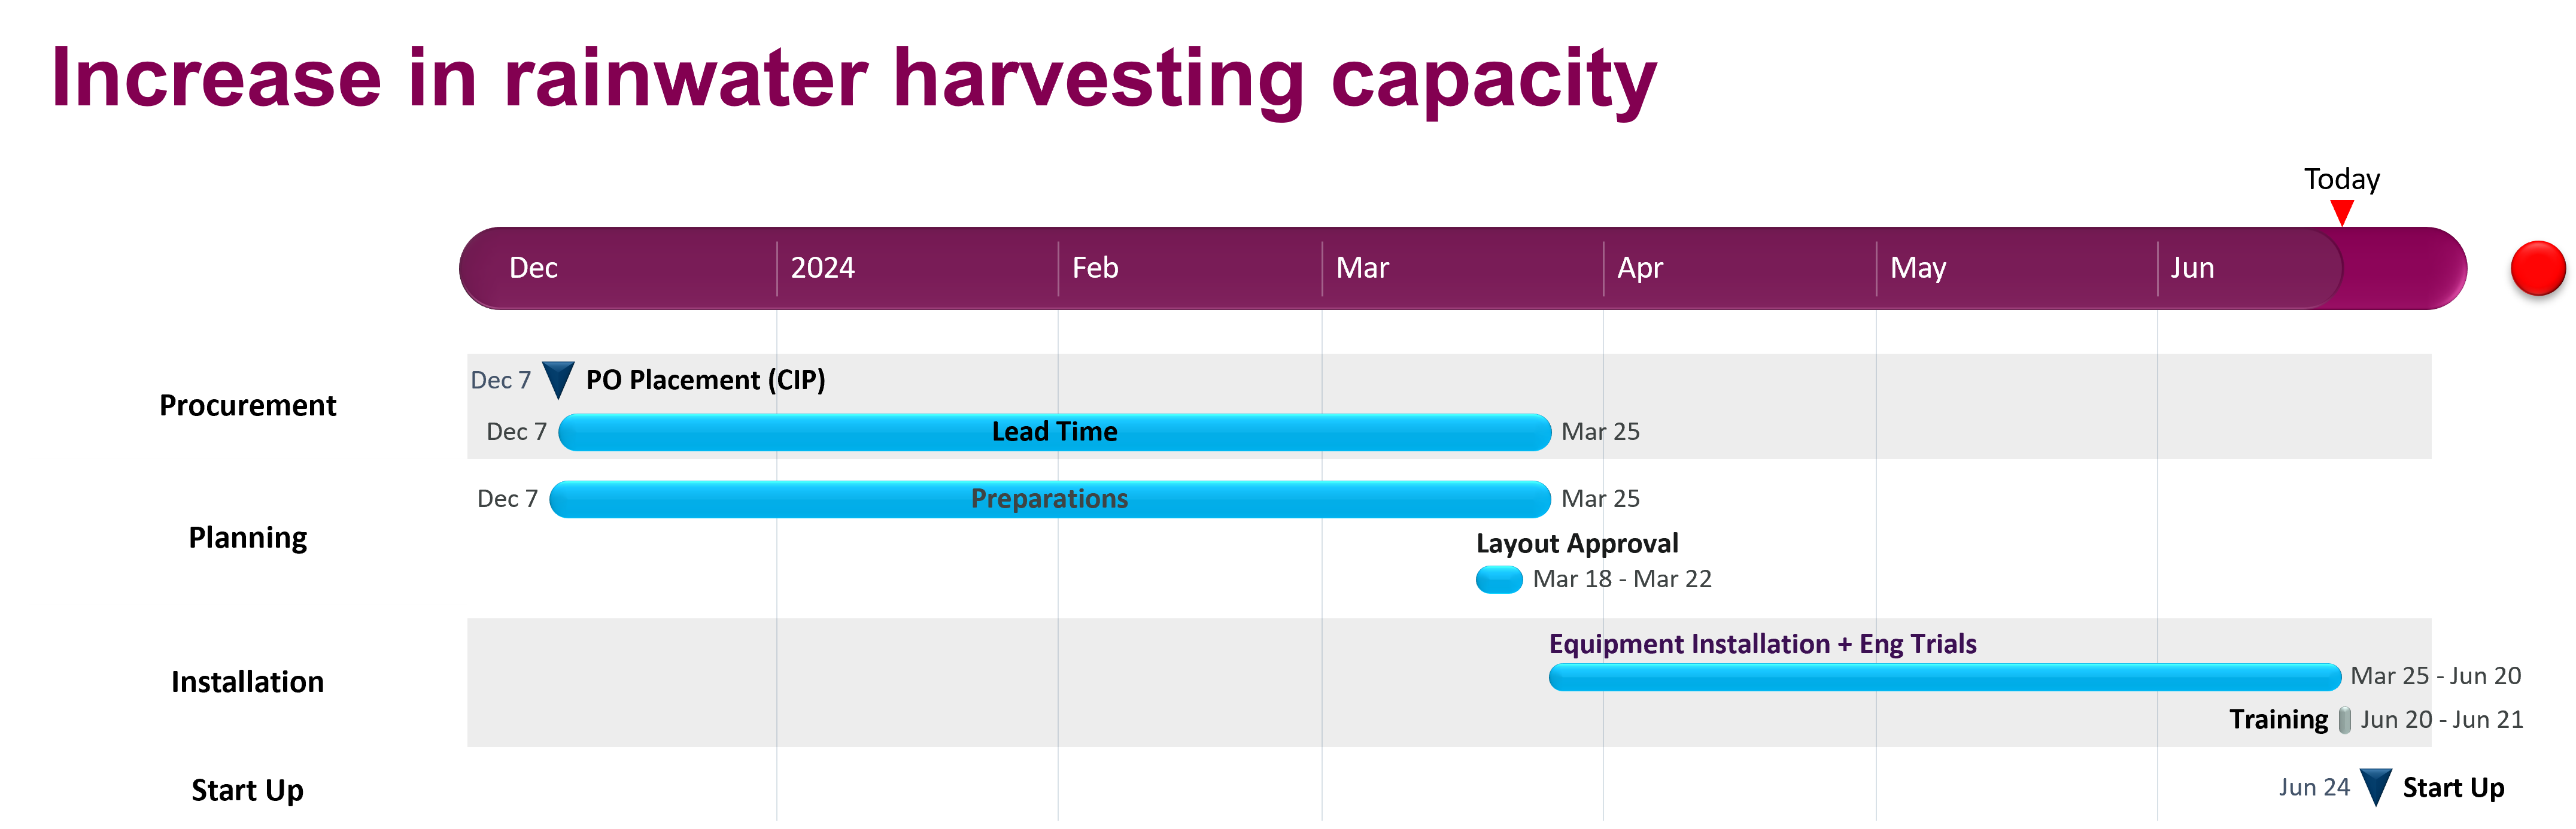 Increase in rainwater harvesting capacity
Today
Dec 2024 Feb Mar Apr May Jun
Procurement
Dec 7 PO Placement (CIP)
Dec 7 Lead Time Mar 25
Planning
Dec 7 Preparations Mar 25
Layout Approval
Mar 18 - Mar 22
Installation
Equipment Installation + Eng Trials
Mar 25 - Jun 20
Training Jun 20 - Jun 21
Start Up
Jun 24 Start Up